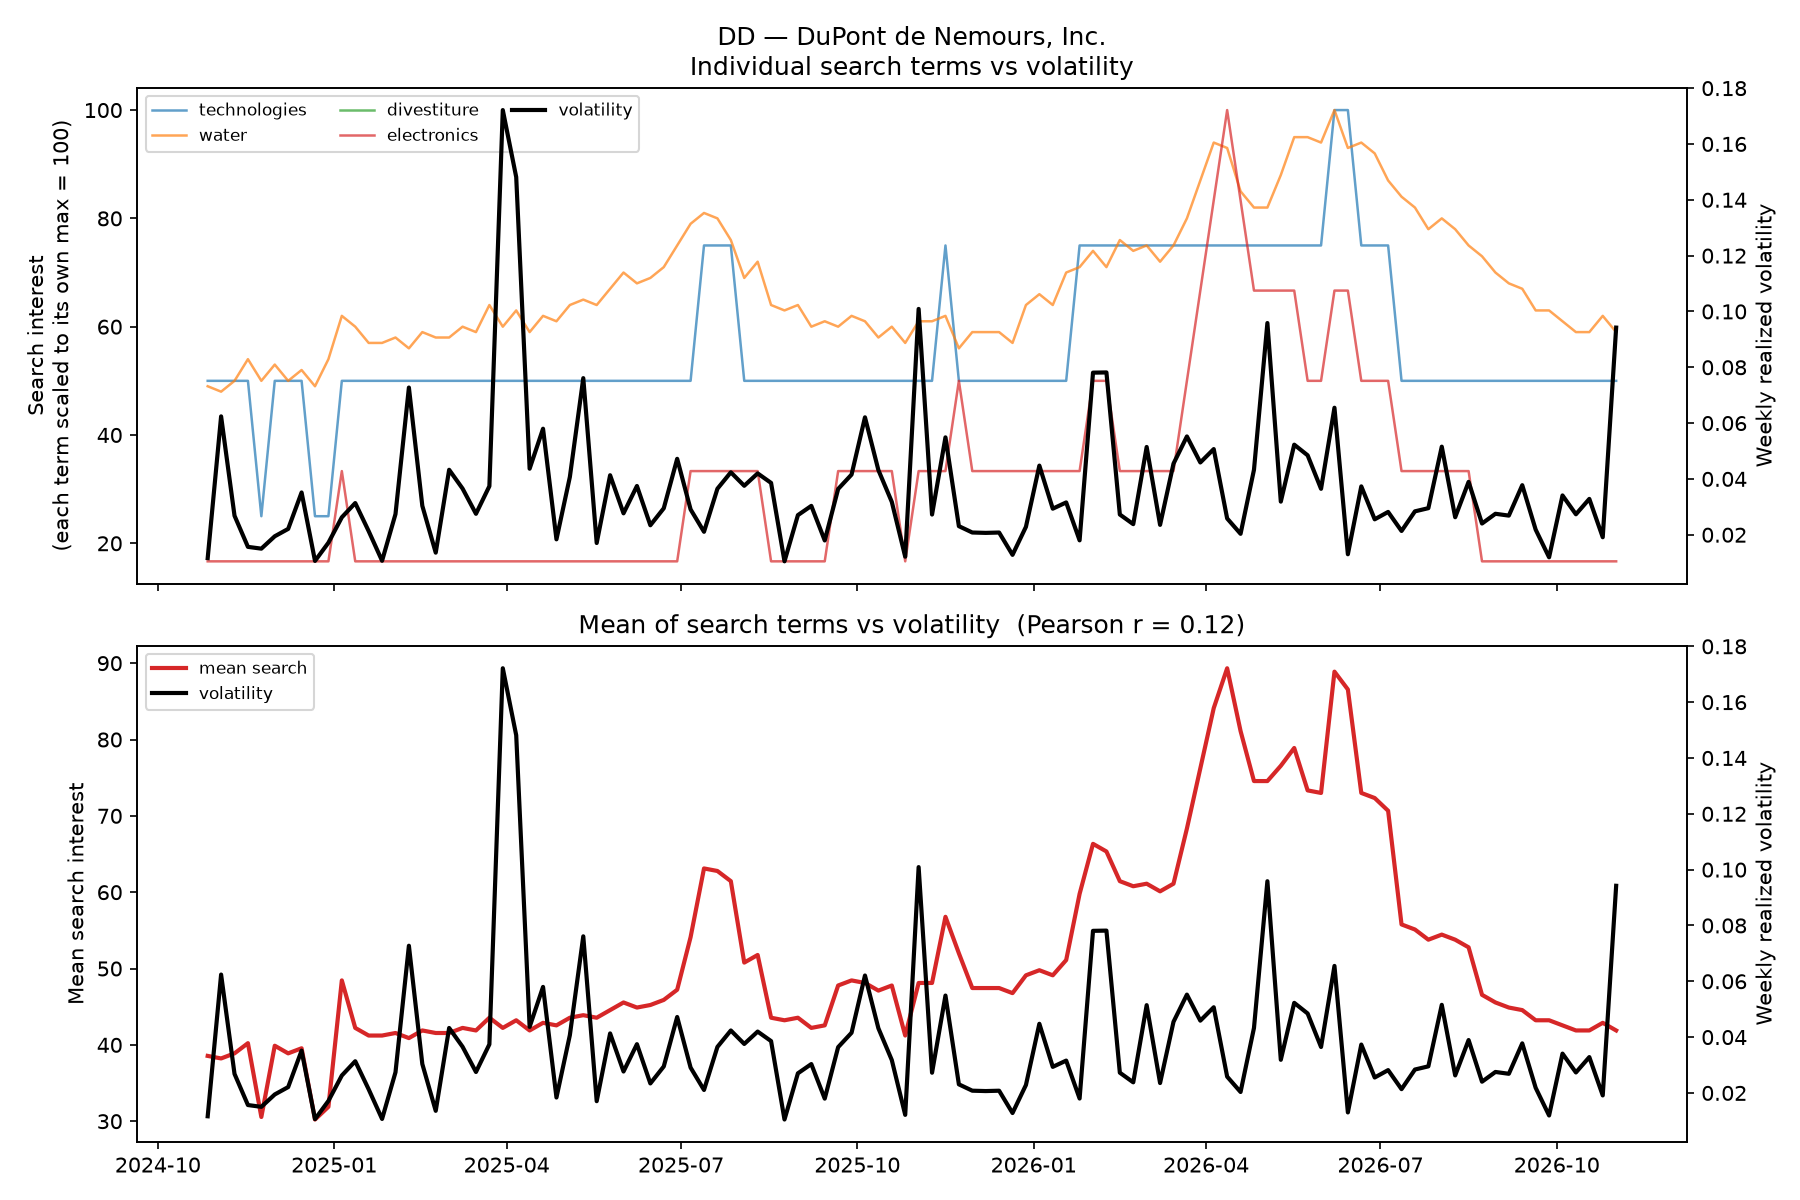 DD — DuPont de Nemours, Inc.
Individual search terms vs volatility
technologies
water
divestiture
electronics
volatility
Search interest
(each term scaled to its own max = 100)
100
80
60
40
20
Weekly realized volatility
0.18
0.16
0.14
0.12
0.10
0.08
0.06
0.04
0.02
Mean of search terms vs volatility (Pearson r = 0.12)
mean search
volatility
Mean search interest
90
80
70
60
50
40
30
Weekly realized volatility
0.18
0.16
0.14
0.12
0.10
0.08
0.06
0.04
0.02
2024-10
2025-01
2025-04
2025-07
2025-10
2026-01
2026-04
2026-07
2026-10